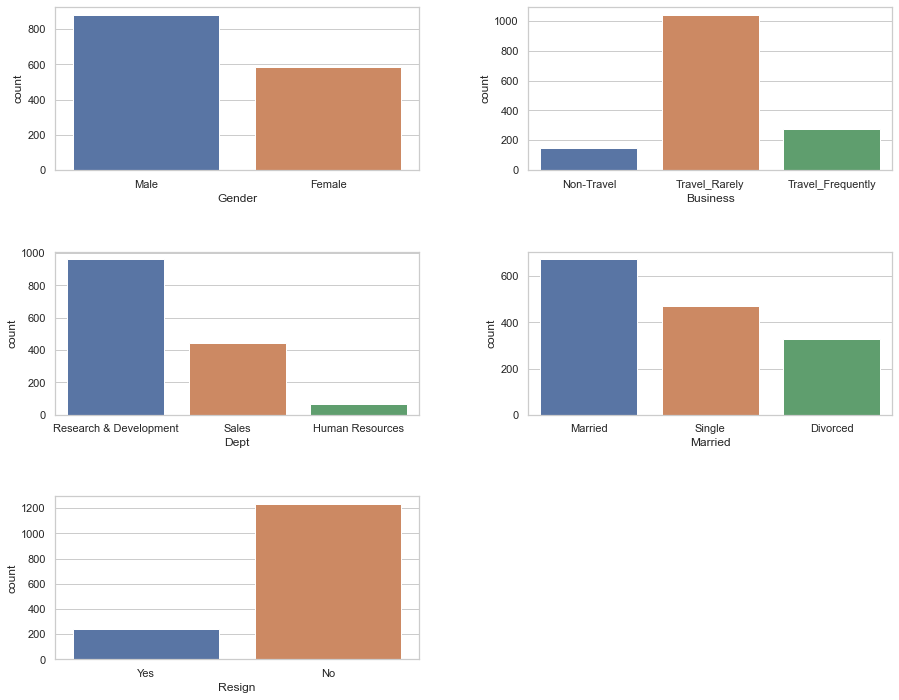 800
600
400
200
0
count
Male Female
Gender
1000
800
600
400
200
0
count
Non-Travel Travel_Rarely Travel_Frequently
Business
1000
800
600
400
200
0
count
Research & Development Sales Human Resources
Dept
600
400
200
0
count
Married Single Divorced
Married
1200
1000
800
600
400
200
0
count
Yes No
Resign